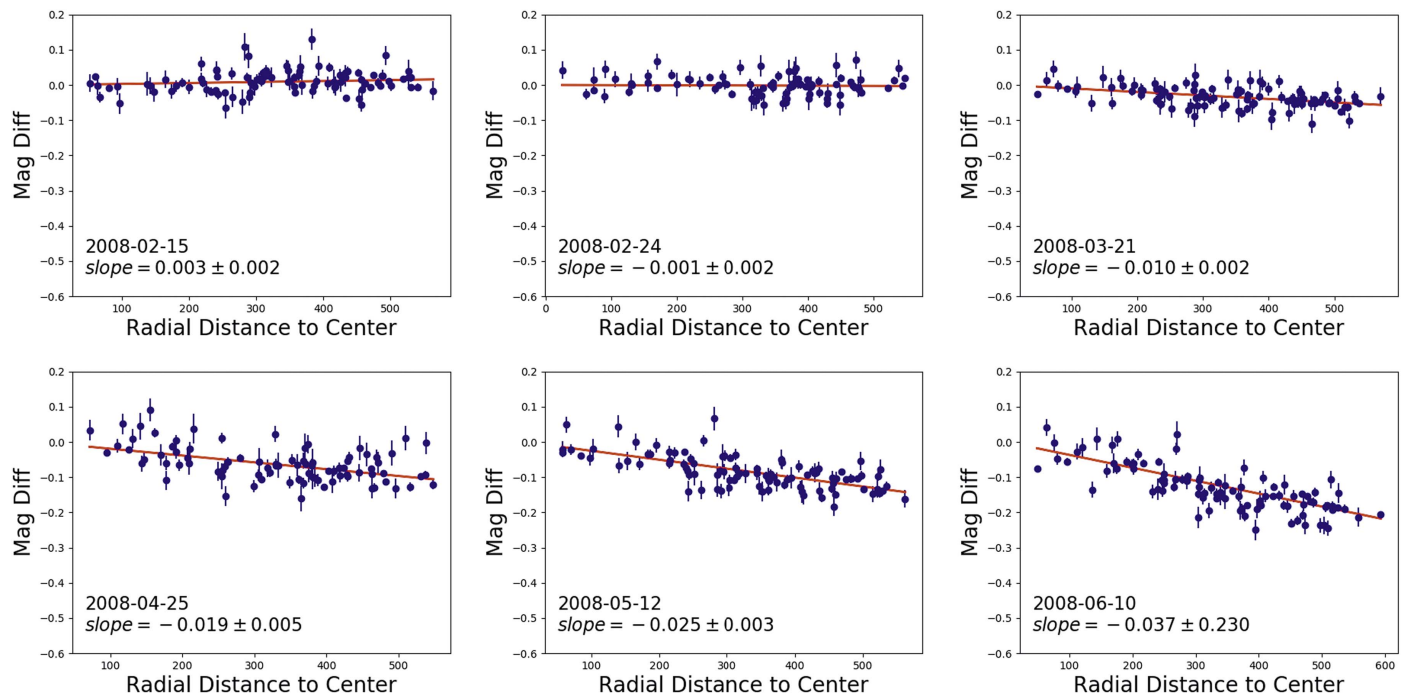 0.2
0.1
0.0
−0.1
−0.2
−0.3
−0.4
−0.5
−0.6
Mag Diff
2008-02-15
slope = 0.003 ± 0.002
100 200 300 400 500
Radial Distance to Center
0.2
0.1
0.0
−0.1
−0.2
−0.3
−0.4
−0.5
−0.6
Mag Diff
2008-02-24
slope = −0.001 ± 0.002
0 100 200 300 400 500
Radial Distance to Center
0.2
0.1
0.0
−0.1
−0.2
−0.3
−0.4
−0.5
−0.6
Mag Diff
2008-03-21
slope = −0.010 ± 0.002
100 200 300 400 500
Radial Distance to Center
0.2
0.1
0.0
−0.1
−0.2
−0.3
−0.4
−0.5
−0.6
Mag Diff
2008-04-25
slope = −0.019 ± 0.005
100 200 300 400 500
Radial Distance to Center
0.2
0.1
0.0
−0.1
−0.2
−0.3
−0.4
−0.5
−0.6
Mag Diff
2008-05-12
slope = −0.025 ± 0.003
100 200 300 400 500
Radial Distance to Center
0.2
0.1
0.0
−0.1
−0.2
−0.3
−0.4
−0.5
−0.6
Mag Diff
2008-06-10
slope = −0.037 ± 0.230
100 200 300 400 500 600
Radial Distance to Center